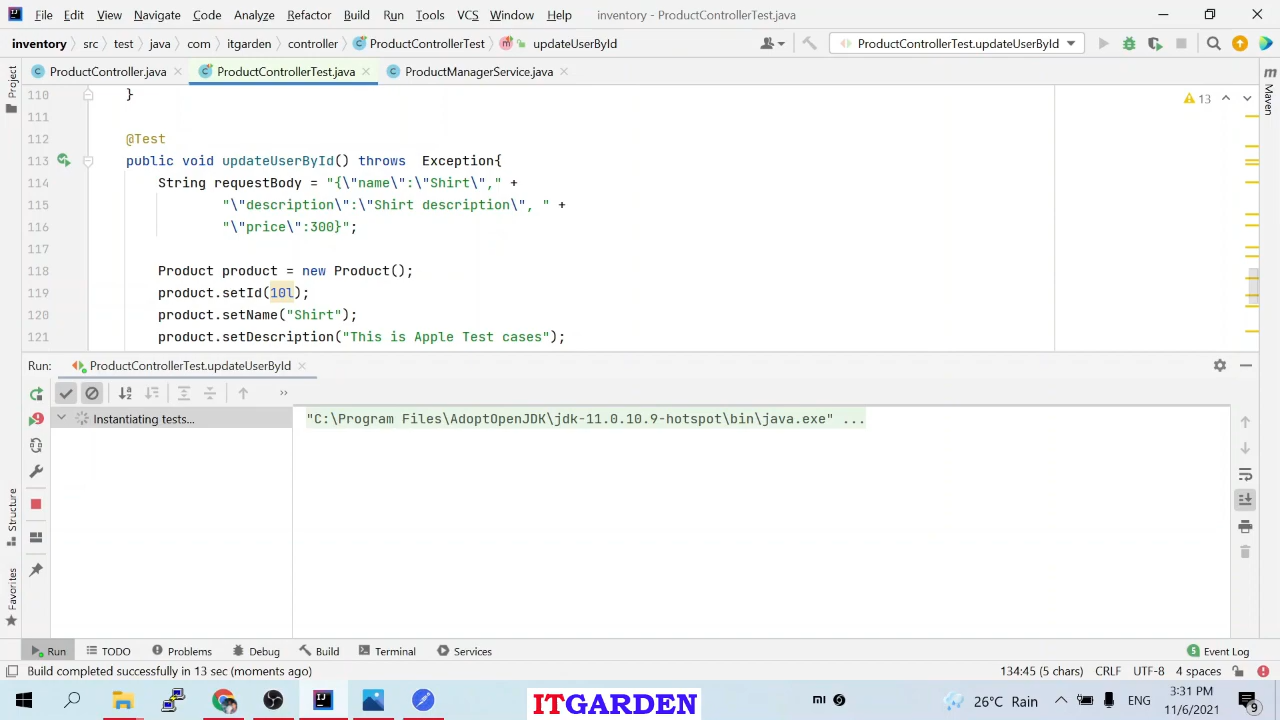 File Edit View Navigate Code Analyze Refactor Build Run Tools VCS Window Help inventory - ProductControllerTest.java
inventory src test java com itgarden controller ProductControllerTest updateUserById ProductControllerTest.updateUserById
ProductController.java ProductControllerTest.java ProductManagerService.java
Project
Maven
13
110 }
111
112 @Test
113 public void updateUserById() throws Exception{
114 String requestBody = "{\"name\":\"Shirt\"," +
115 "\"description\":\"Shirt description\", " +
116 "\"price\":300}";
117
118 Product product = new Product();
119 product.setId(10l);
120 product.setName("Shirt");
121 product.setDescription("This is Apple Test cases");
Run: ProductControllerTest.updateUserById
Instantiating tests...
"C:\Program Files\AdoptOpenJDK\jdk-11.0.10.9-hotspot\bin\java.exe" ...
Structure
Favorites
Run TODO Problems Debug Build Terminal Services Event Log
Build completed successfully in 13 sec (moments ago) 134:45 (5 chars) CRLF UTF-8 4 spaces
ITGARDEN
mi 26°C Rain ENG 3:31 PM
11/6/2021
9